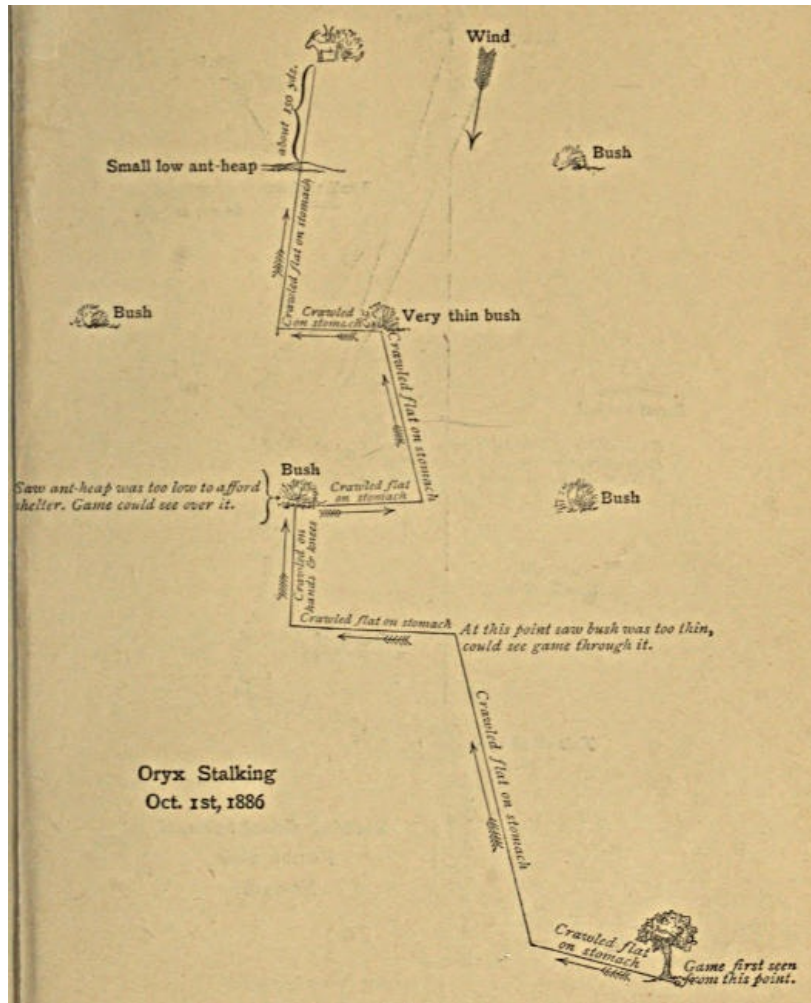 Wind
about 150 yds.
Small low ant-heap
Bush
Crawled flat on stomach
Bush
Crawled
on stomach
Very thin bush
Crawled flat on stomach
Bush
Saw ant-heap was too low to afford
shelter. Game could see over it.
Crawled flat
on stomach
Bush
Crawled on
hands & knees
Crawled flat on stomach
At this point saw bush was too thin,
could see game through it.
Crawled flat on stomach
Oryx Stalking
Oct. 1st, 1886
Crawled flat
on stomach
Game first seen
from this point.